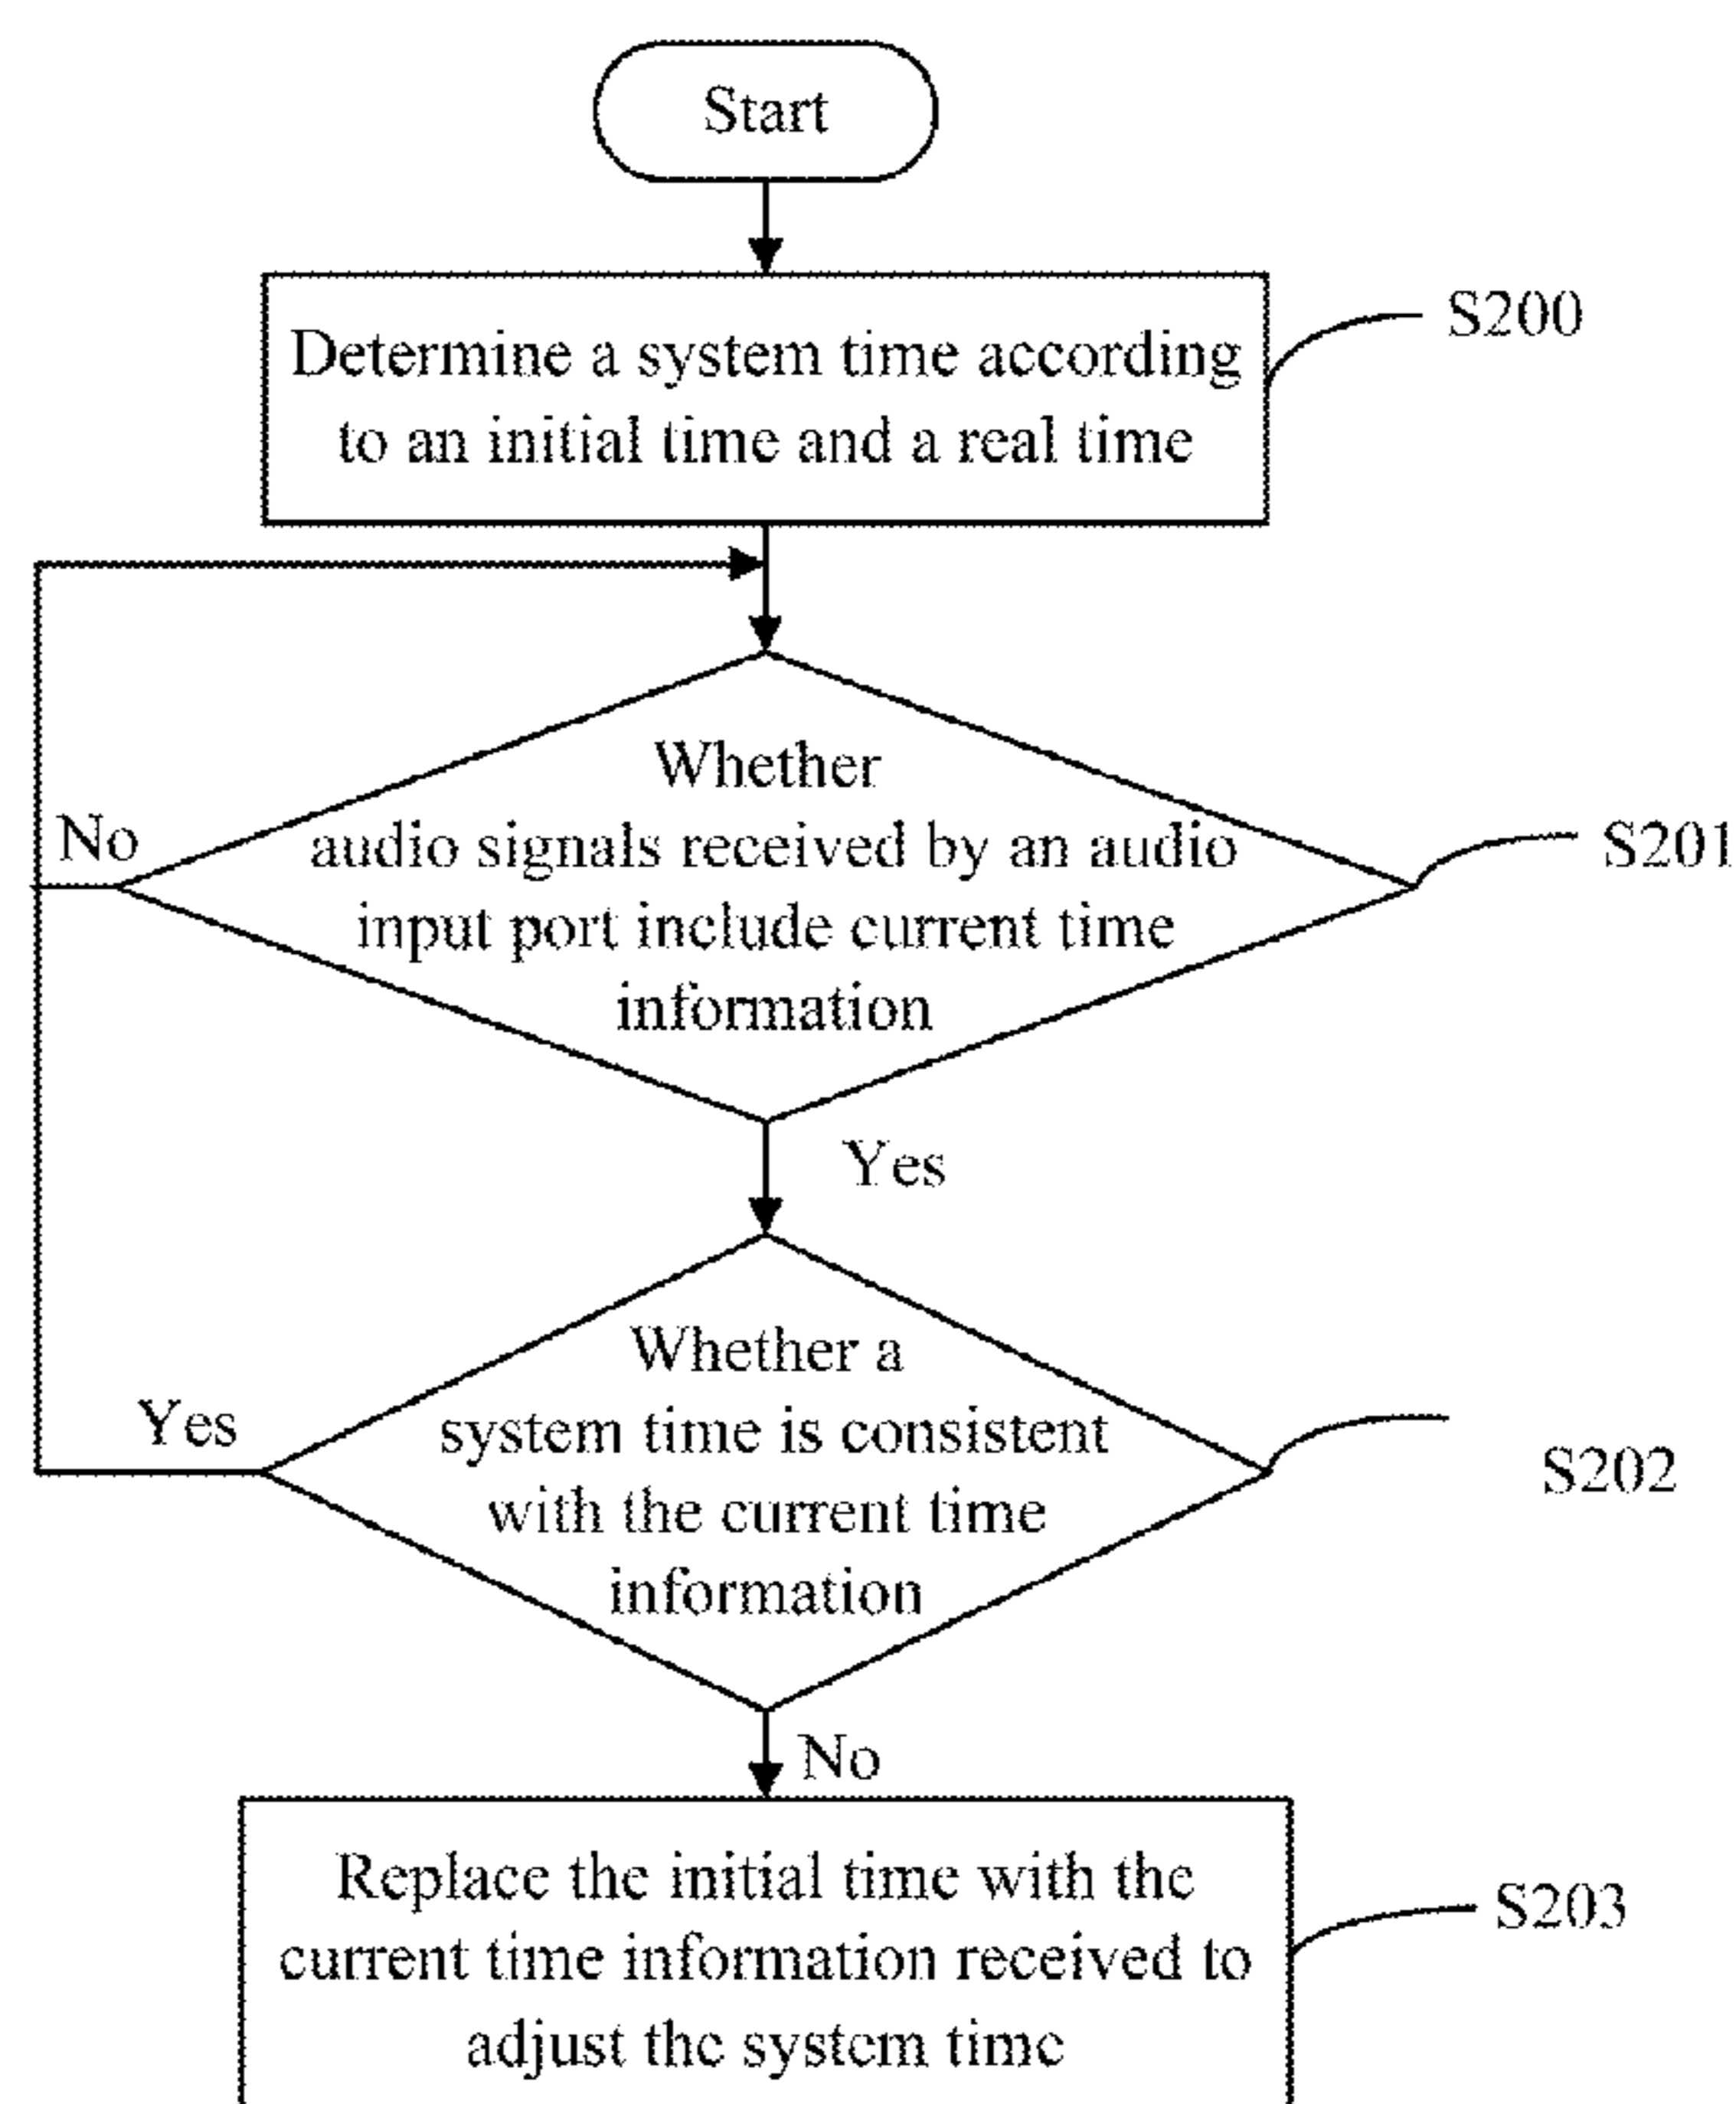 Start
Determine a system time according
to an initial time and a real time
S200
Whether
audio signals received by an audio
input port include current time
information
No
S201
Yes
Whether a
system time is consistent
with the current time
information
Yes
S202
No
Replace the initial time with the
current time information received to
adjust the system time
S203